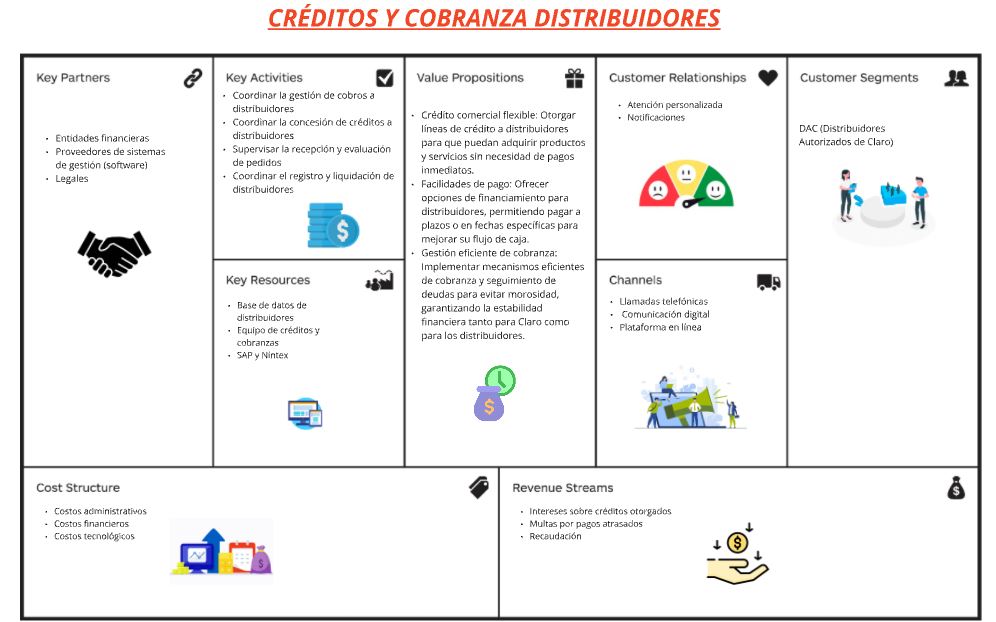 CRÉDITOS Y COBRANZA DISTRIBUIDORES
Key Partners
• Entidades financieras
• Proveedores de sistemas
de gestión (software)
• Legales
Key Activities
• Coordinar la gestión de cobros a
distribuidores
• Coordinar la concesión de créditos a
distribuidores
• Supervisar la recepción y evaluación
de pedidos
• Coordinar el registro y liquidación de
distribuidores
$
Key Resources
• Base de datos de
distribuidores
• Equipo de créditos y
cobranzas
• SAP y Nintex
Value Propositions
• Crédito comercial flexible: Otorgar
líneas de crédito a distribuidores
para que puedan adquirir productos
y servicios sin necesidad de pagos
inmediatos.
• Facilidades de pago: Ofrecer
opciones de financiamiento para
distribuidores, permitiendo pagar a
plazos o en fechas específicas para
mejorar su flujo de caja.
• Gestión eficiente de cobranza:
Implementar mecanismos eficientes
de cobranza y seguimiento de
deudas para evitar morosidad,
garantizando la estabilidad
financiera tanto para Claro como
para los distribuidores.
$
Customer Relationships
• Atención personalizada
• Notificaciones
Channels
• Llamadas telefónicas
• Comunicación digital
• Plataforma en línea
Customer Segments
DAC (Distribuidores
Autorizados de Claro)
Cost Structure
• Costos administrativos
• Costos financieros
• Costos tecnológicos
$
Revenue Streams
$
• Intereses sobre créditos otorgados
• Multas por pagos atrasados
• Recaudación
$